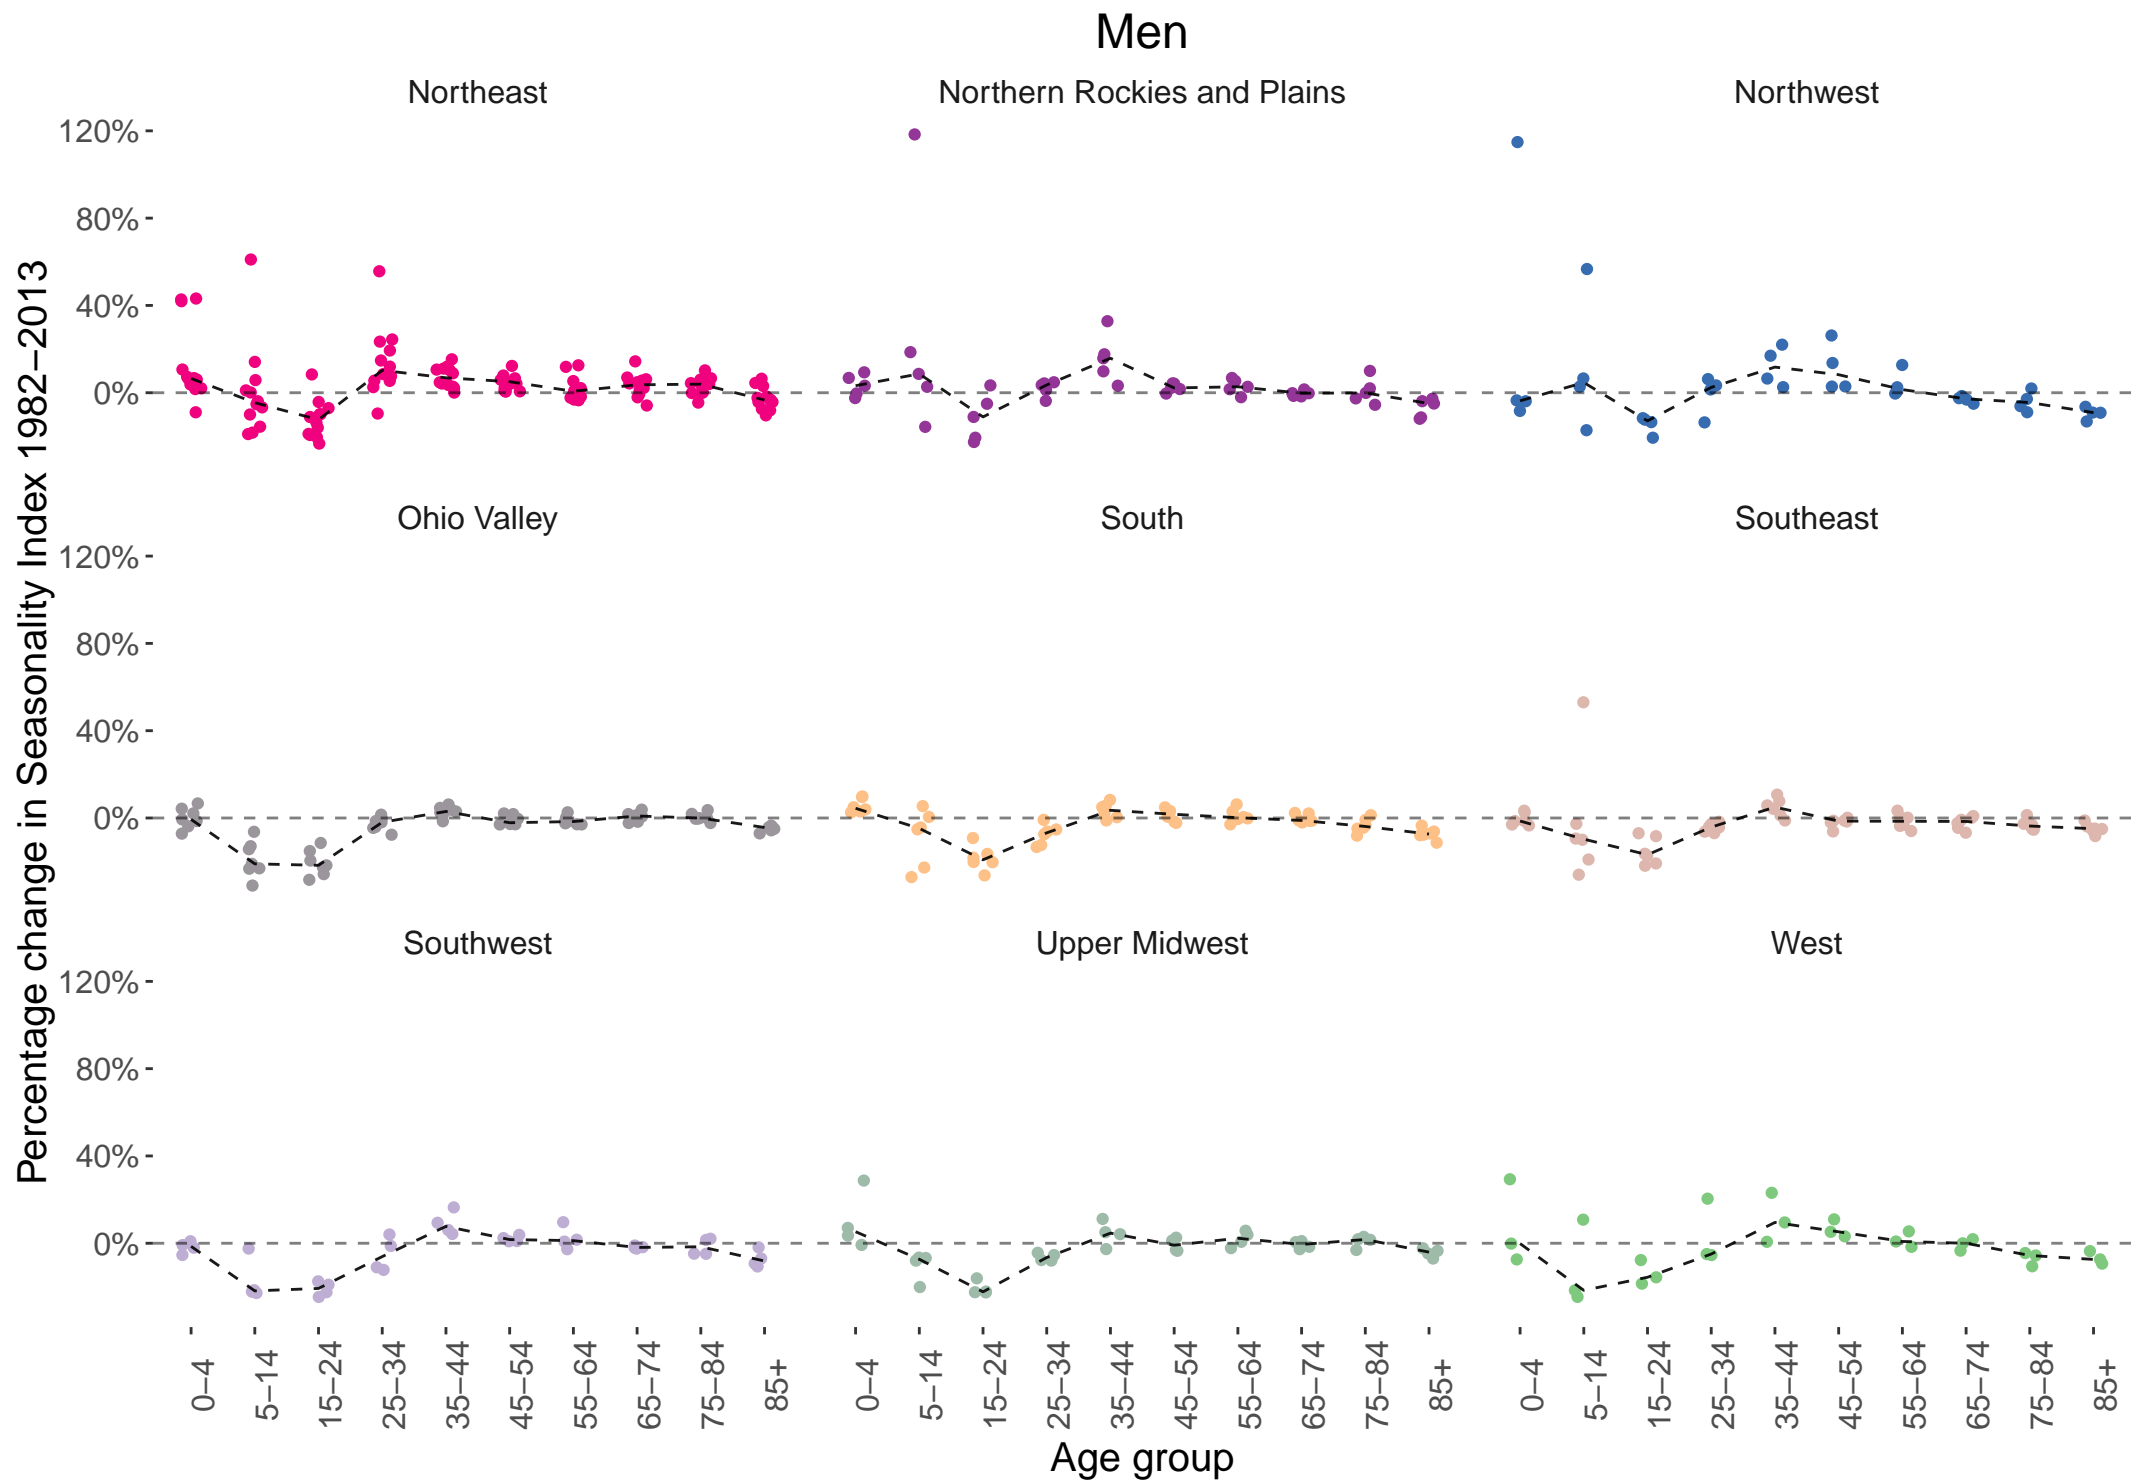 Men
Northeast
Northern Rockies and Plains
Northwest
120%
80%
40%
0%
Ohio Valley
South
Southeast
120%
80%
40%
0%
Southwest
Upper Midwest
West
120%
80%
40%
0%
Percentage change in Seasonality Index 1982–2013
0–4 5–14 15–24 25–34 35–44 45–54 55–64 65–74 75–84 85+
0–4 5–14 15–24 25–34 35–44 45–54 55–64 65–74 75–84 85+
0–4 5–14 15–24 25–34 35–44 45–54 55–64 65–74 75–84 85+
Age group